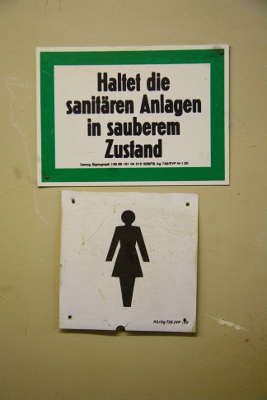 Haltet die
sanitären Anlagen
in sauberem
Zustand